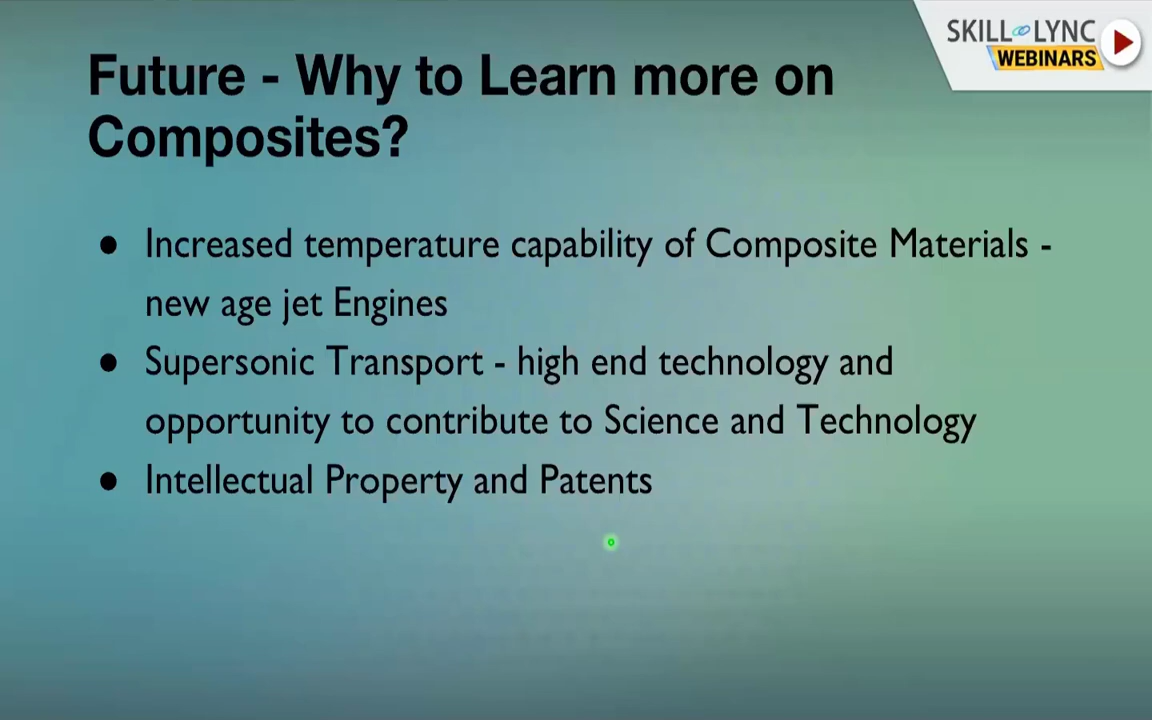 SKILL LYNC
WEBINARS
Future - Why to Learn more on
Composites?
● Increased temperature capability of Composite Materials -
new age jet Engines
● Supersonic Transport - high end technology and
opportunity to contribute to Science and Technology
● Intellectual Property and Patents